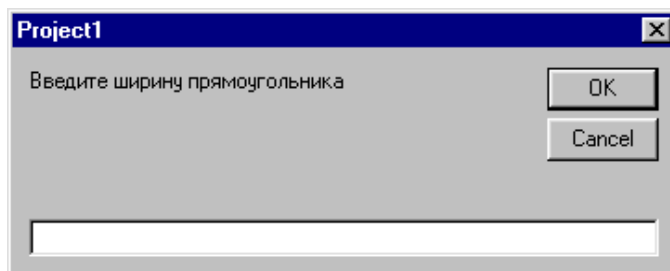 Project1
Введите ширину прямоугольника
OK
Cancel